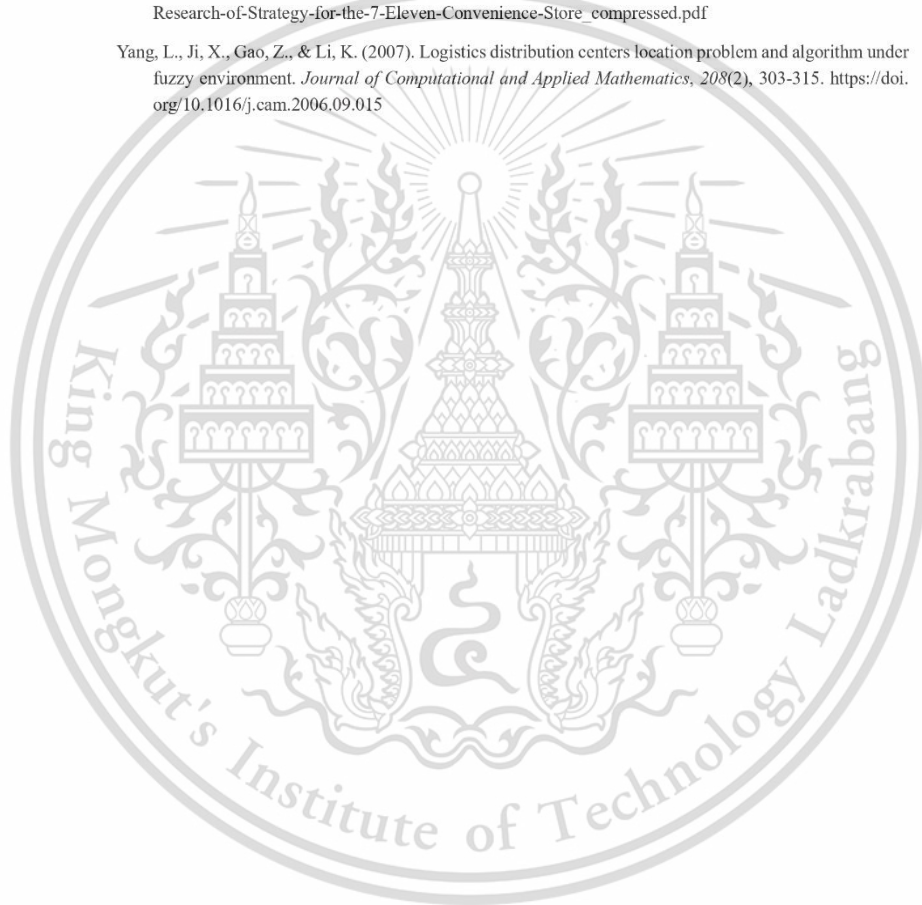 Research-of-Strategy-for-the-7-Eleven-Convenience-Store_compressed.pdf
Yang, L., Ji, X., Gao, Z., & Li, K. (2007). Logistics distribution centers location problem and algorithm under
fuzzy environment. Journal of Computational and Applied Mathematics, 208(2), 303-315. https://doi.
org/10.1016/j.cam.2006.09.015
King Mongkut's Institute of Technology Ladkrabang